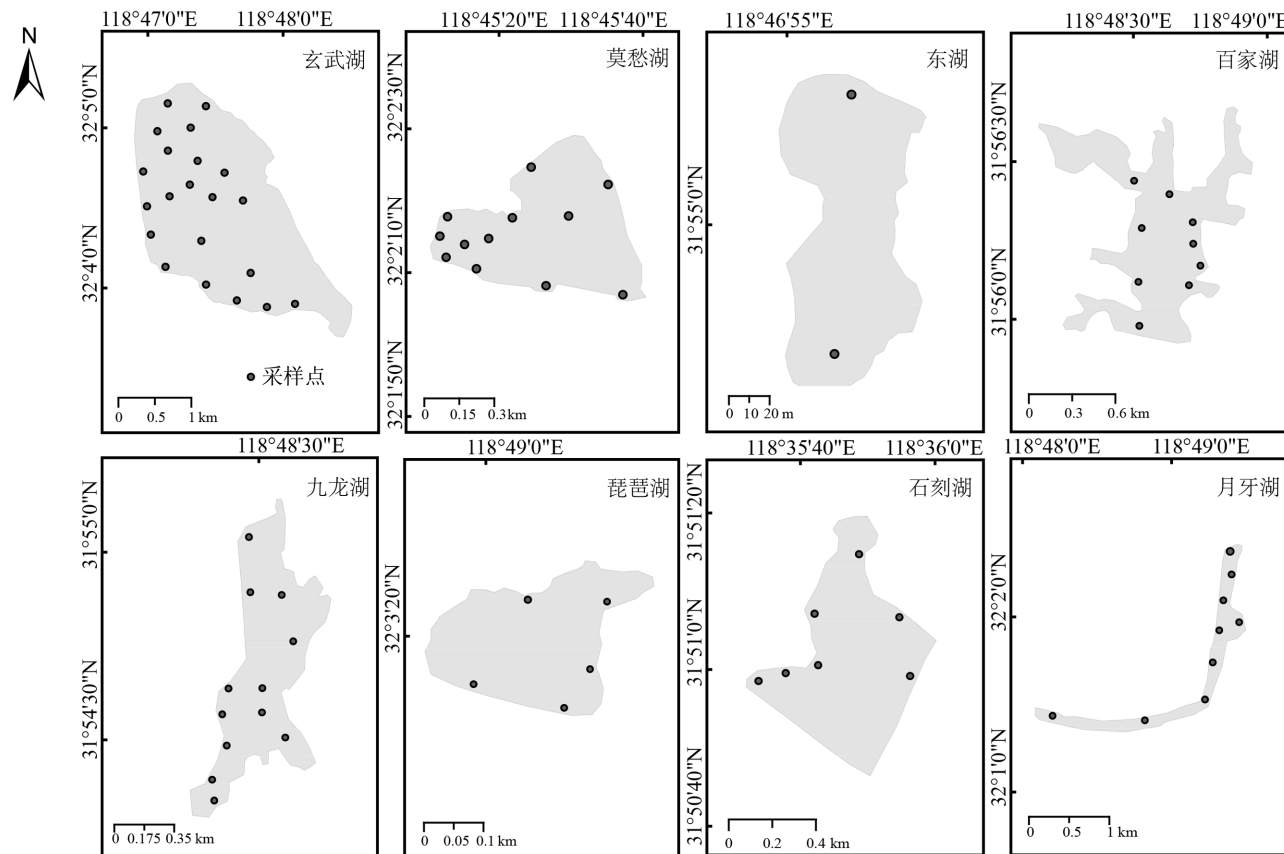 118°47'0"E 118°48'0"E
118°45'20"E 118°45'40"E
118°46'55"E
118°48'30"E 118°49'0"E
N
玄武湖
32°5'0"N
32°4'0"N
采样点
0 0.5 1 km
莫愁湖
32°2'30"N
32°2'10"N
32°1'50"N
0 0.15 0.3 km
东湖
31°55'0"N
0 10 20 m
百家湖
31°56'30"N
31°56'0"N
0 0.3 0.6 km
118°48'30"E
118°49'0"E
118°35'40"E 118°36'0"E
118°48'0"E 118°49'0"E
九龙湖
31°55'0"N
31°54'30"N
0 0.175 0.35 km
琵琶湖
32°3'20"N
0 0.05 0.1 km
石刻湖
31°51'20"N
31°51'0"N
31°50'40"N
0 0.2 0.4 km
月牙湖
32°2'0"N
32°1'0"N
0 0.5 1 km